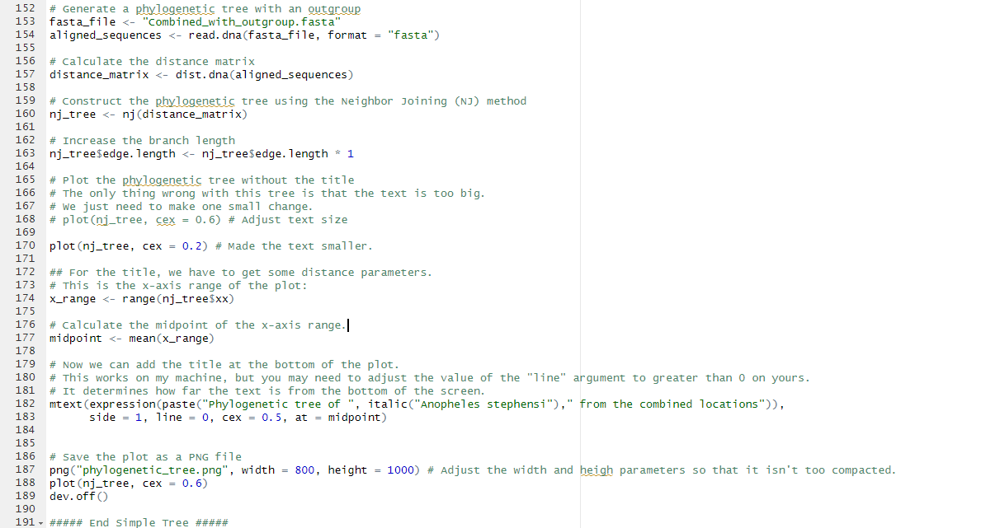 152 # Generate a phylogenetic tree with an outgroup
153 fasta_file <- "Combined_with_outgroup.fasta"
154 aligned_sequences <- read.dna(fasta_file, format = "fasta")
155
156 # Calculate the distance matrix
157 distance_matrix <- dist.dna(aligned_sequences)
158
159 # Construct the phylogenetic tree using the Neighbor Joining (NJ) method
160 nj_tree <- nj(distance_matrix)
161
162 # Increase the branch length
163 nj_tree$edge.length <- nj_tree$edge.length * 1
164
165 # Plot the phylogenetic tree without the title
166 # The only thing wrong with this tree is that the text is too big.
167 # We just need to make one small change.
168 # plot(nj_tree, cex = 0.6) # Adjust text size
169
170 plot(nj_tree, cex = 0.2) # Made the text smaller.
171
172 ## For the title, we have to get some distance parameters.
173 # This is the x-axis range of the plot:
174 x_range <- range(nj_tree$xx)
175
176 # Calculate the midpoint of the x-axis range.
177 midpoint <- mean(x_range)
178
179 # Now we can add the title at the bottom of the plot.
180 # This works on my machine, but you may need to adjust the value of the "line" argument to greater than 0 on yours.
181 # It determines how far the text is from the bottom of the screen.
182 mtext(expression(paste("Phylogenetic tree of ", italic("Anopheles stephensi")," from the combined locations")),
183       side = 1, line = 0, cex = 0.5, at = midpoint)
184
185
186 # Save the plot as a PNG file
187 png("phylogenetic_tree.png", width = 800, height = 1000) # Adjust the width and heigh parameters so that it isn't too compacted.
188 plot(nj_tree, cex = 0.6)
189 dev.off()
190
191 ##### End Simple Tree #####